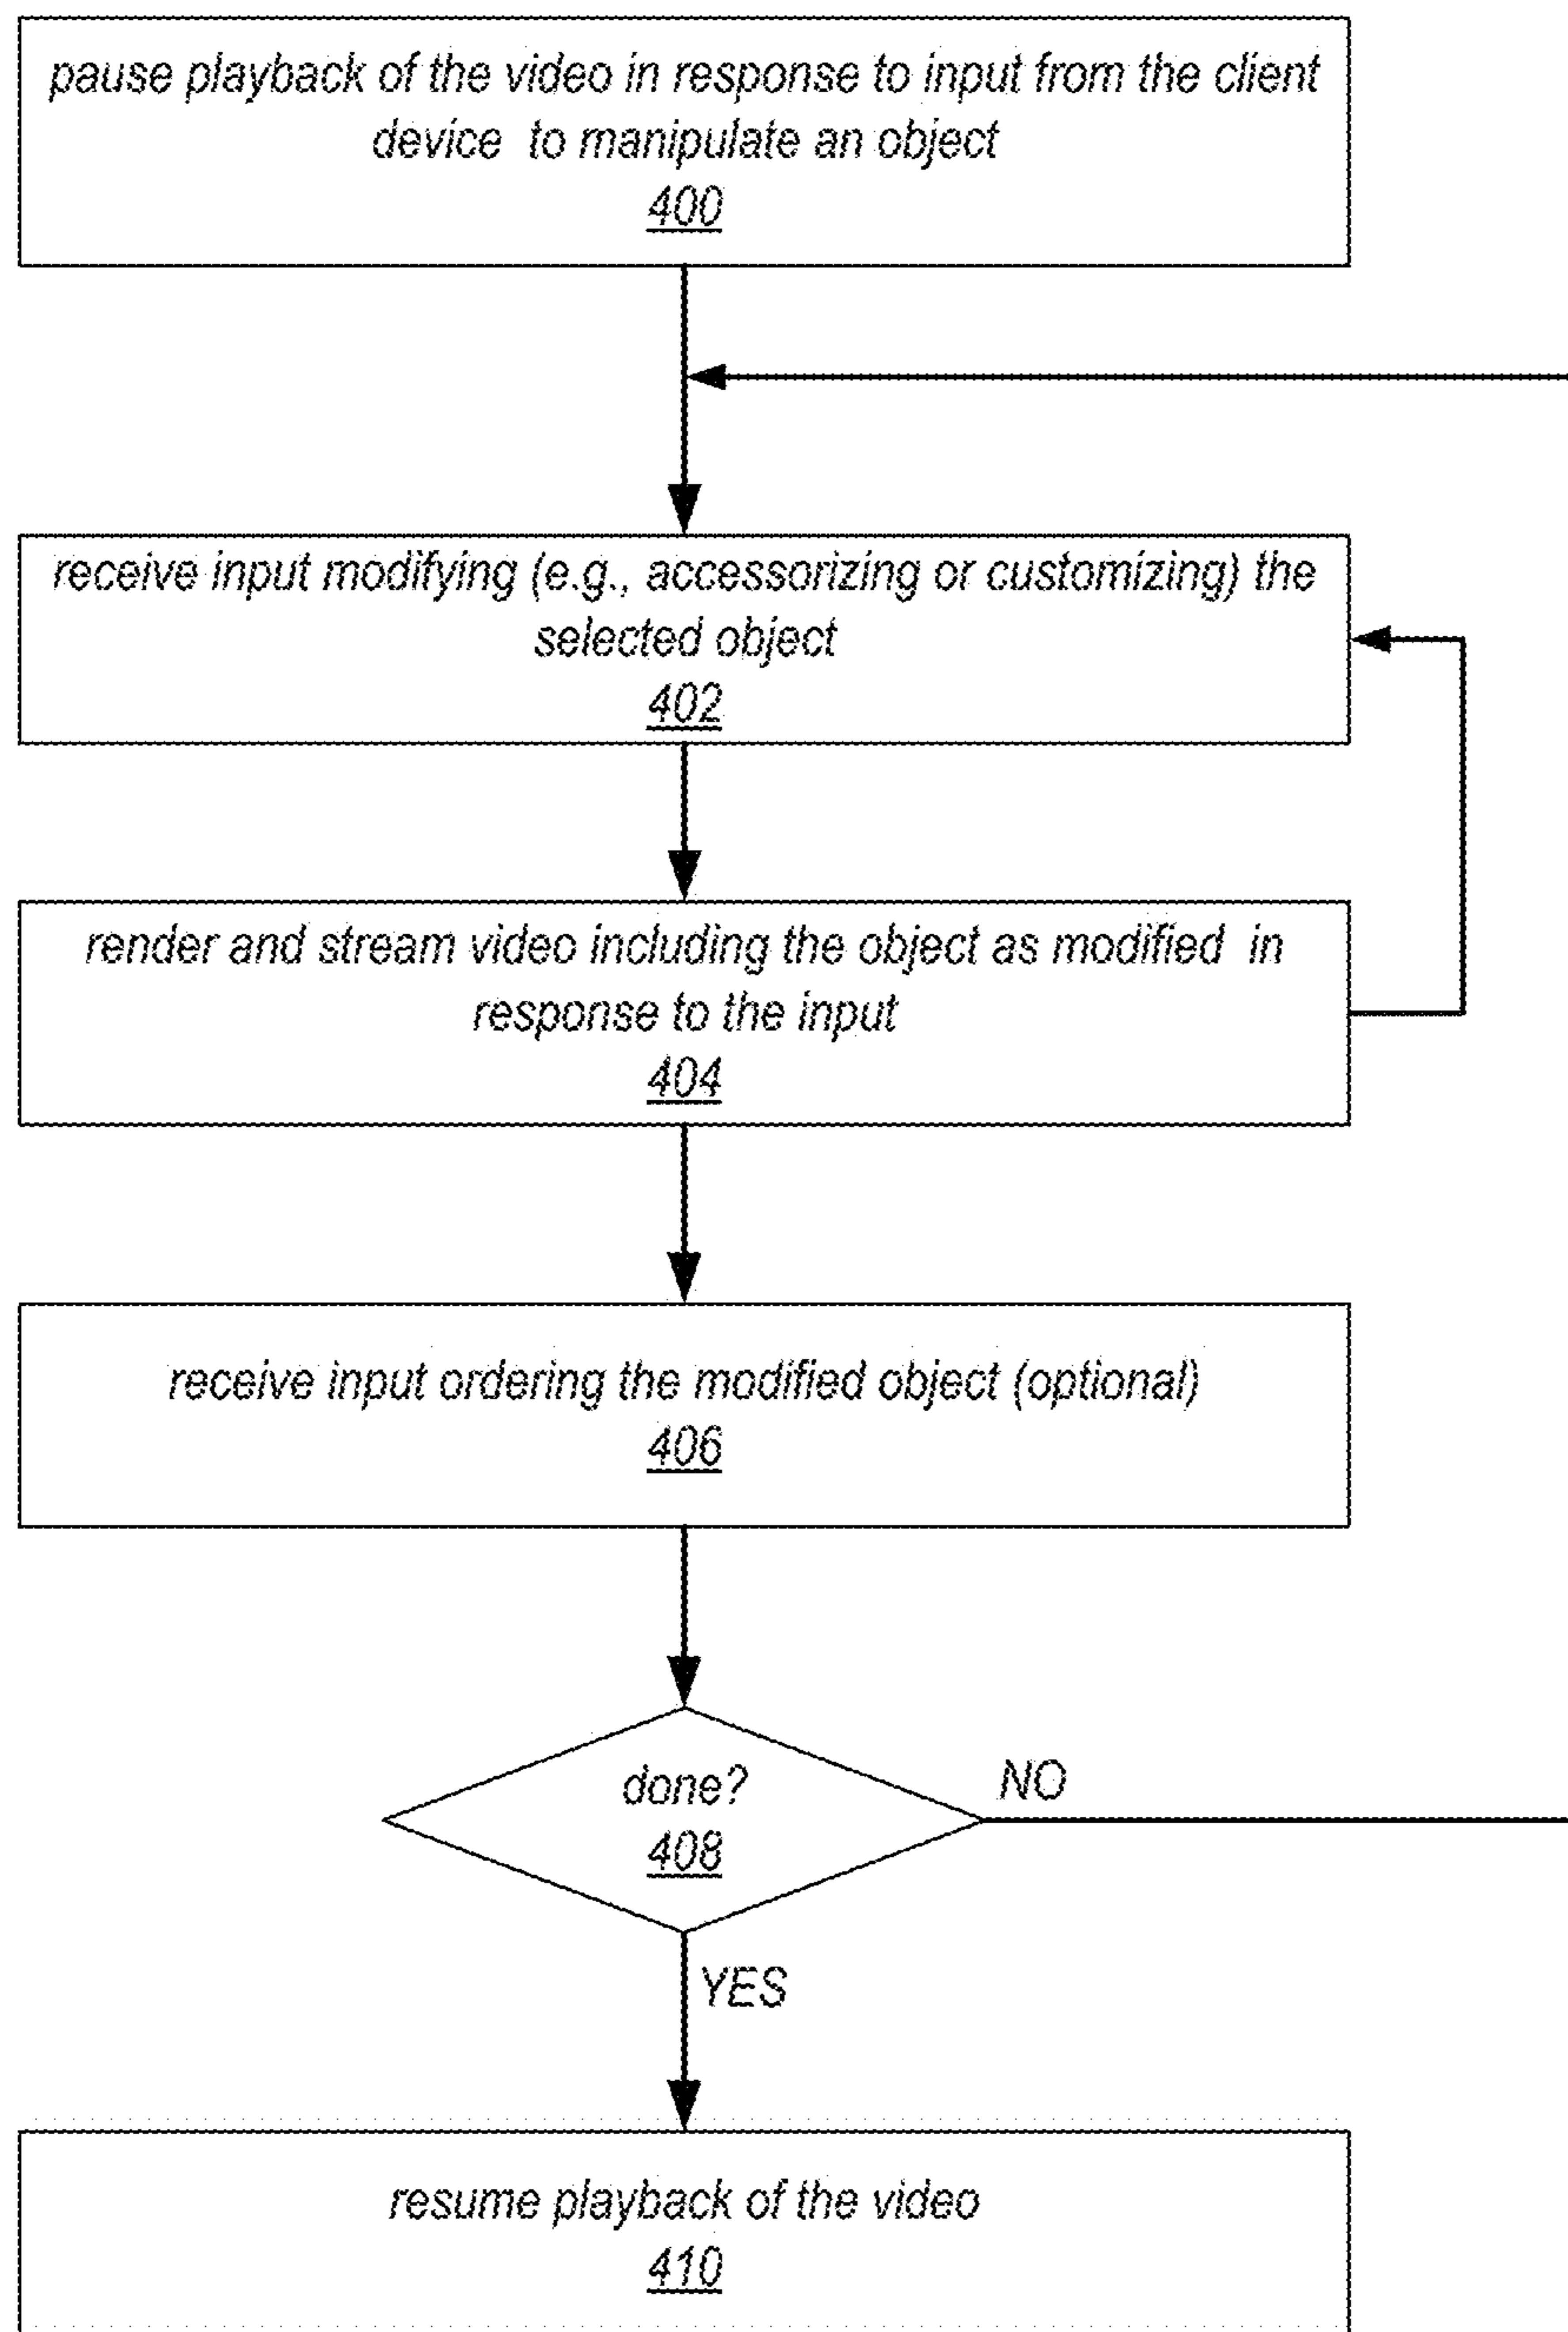 pause playback of the video in response to input from the client
device to manipulate an object
400
receive input modifying (e.g., accessorizing or customizing) the
selected object
402
render and stream video including the object as modified in
response to the input
404
receive input ordering the modified object (optional)
406
done?
408
NO
YES
resume playback of the video
410